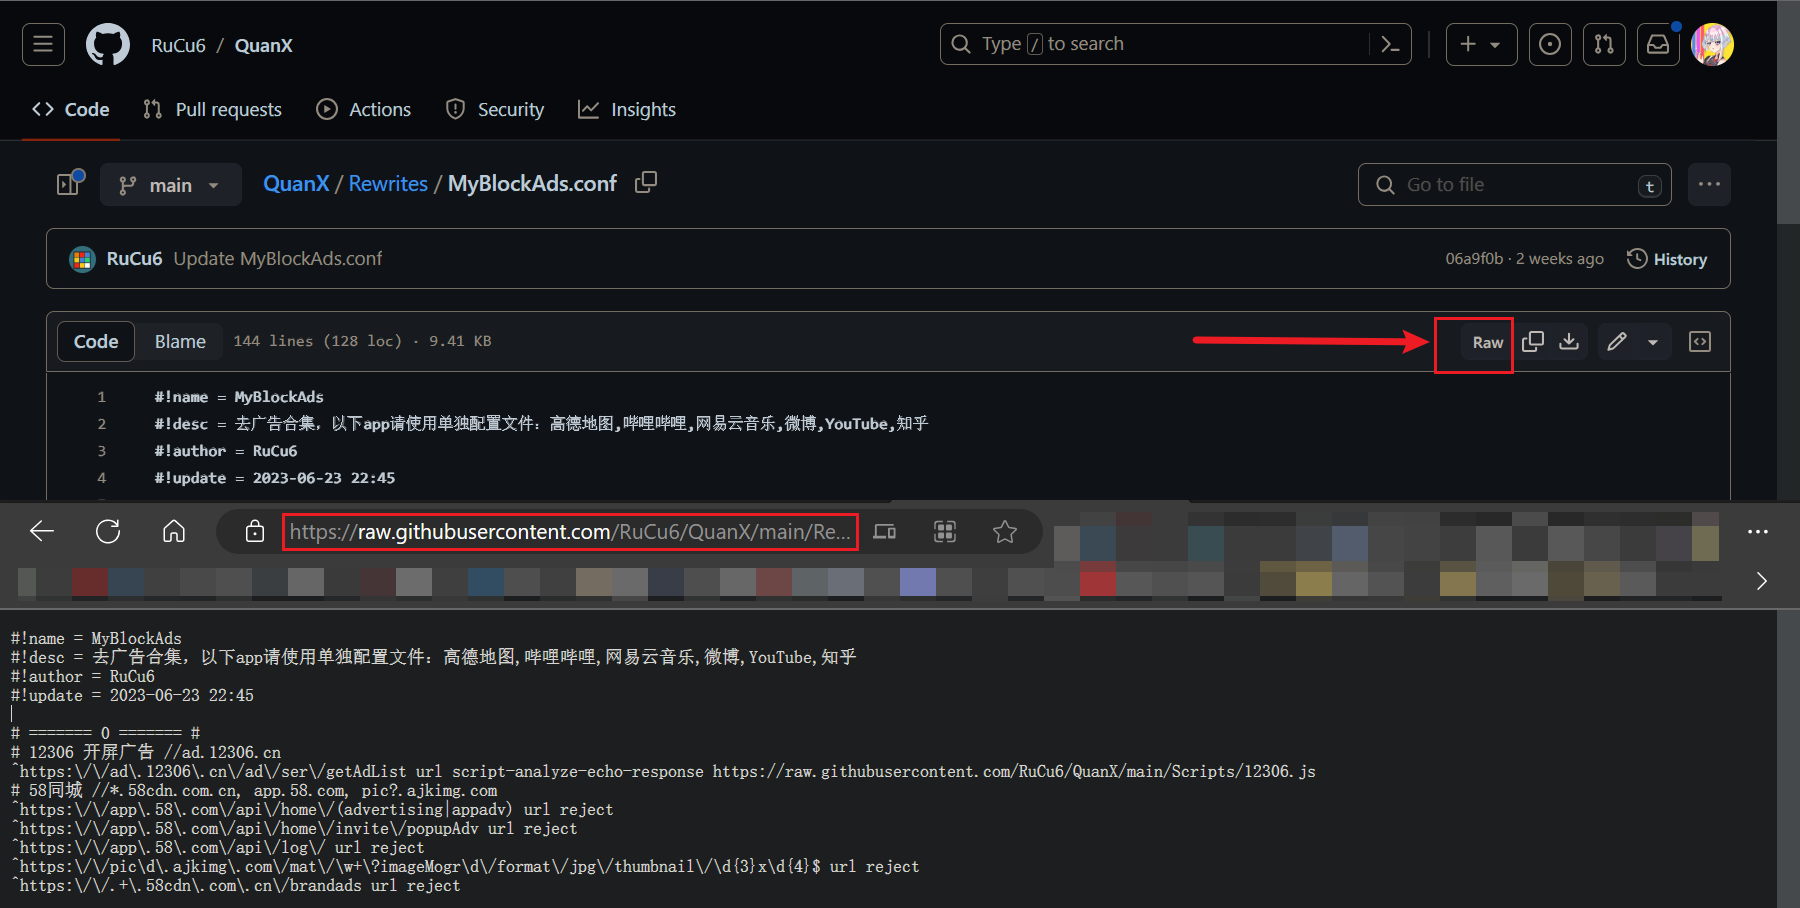 RuCu6 / QuanX
Type / to search
Code
Pull requests
Actions
Security
Insights
main
QuanX / Rewrites / MyBlockAds.conf
Go to file
t
RuCu6 Update MyBlockAds.conf
06a9f0b · 2 weeks ago
History
Code
Blame
144 lines (128 loc) · 9.41 KB
Raw
1 #!name = MyBlockAds
2 #!desc = 去广告合集，以下app请使用单独配置文件：高德地图,哔哩哔哩,网易云音乐,微博,YouTube,知乎
3 #!author = RuCu6
4 #!update = 2023-06-23 22:45
https://raw.githubusercontent.com/RuCu6/QuanX/main/Re...
#!name = MyBlockAds
#!desc = 去广告合集，以下app请使用单独配置文件：高德地图,哔哩哔哩,网易云音乐,微博,YouTube,知乎
#!author = RuCu6
#!update = 2023-06-23 22:45
# ======= 0 ======= #
# 12306 开屏广告 //ad.12306.cn
^https:\/\/ad\.12306\.cn\/ad\/ser\/getAdList url script-analyze-echo-response https://raw.githubusercontent.com/RuCu6/QuanX/main/Scripts/12306.js
# 58同城 //*.58cdn.com.cn, app.58.com, pic?.ajkimg.com
^https:\/\/app\.58\.com\/api\/home\/(advertising|appadv) url reject
^https:\/\/app\.58\.com\/api\/home\/invite\/popupAdv url reject
^https:\/\/app\.58\.com\/api\/log\/ url reject
^https:\/\/pic\d\.ajkimg\.com\/mat\/\w+\?imageMogr\d\/format\/jpg\/thumbnail\/\d{3}x\d{4}$ url reject
^https:\/\/.+\.58cdn\.com\.cn\/brandads url reject